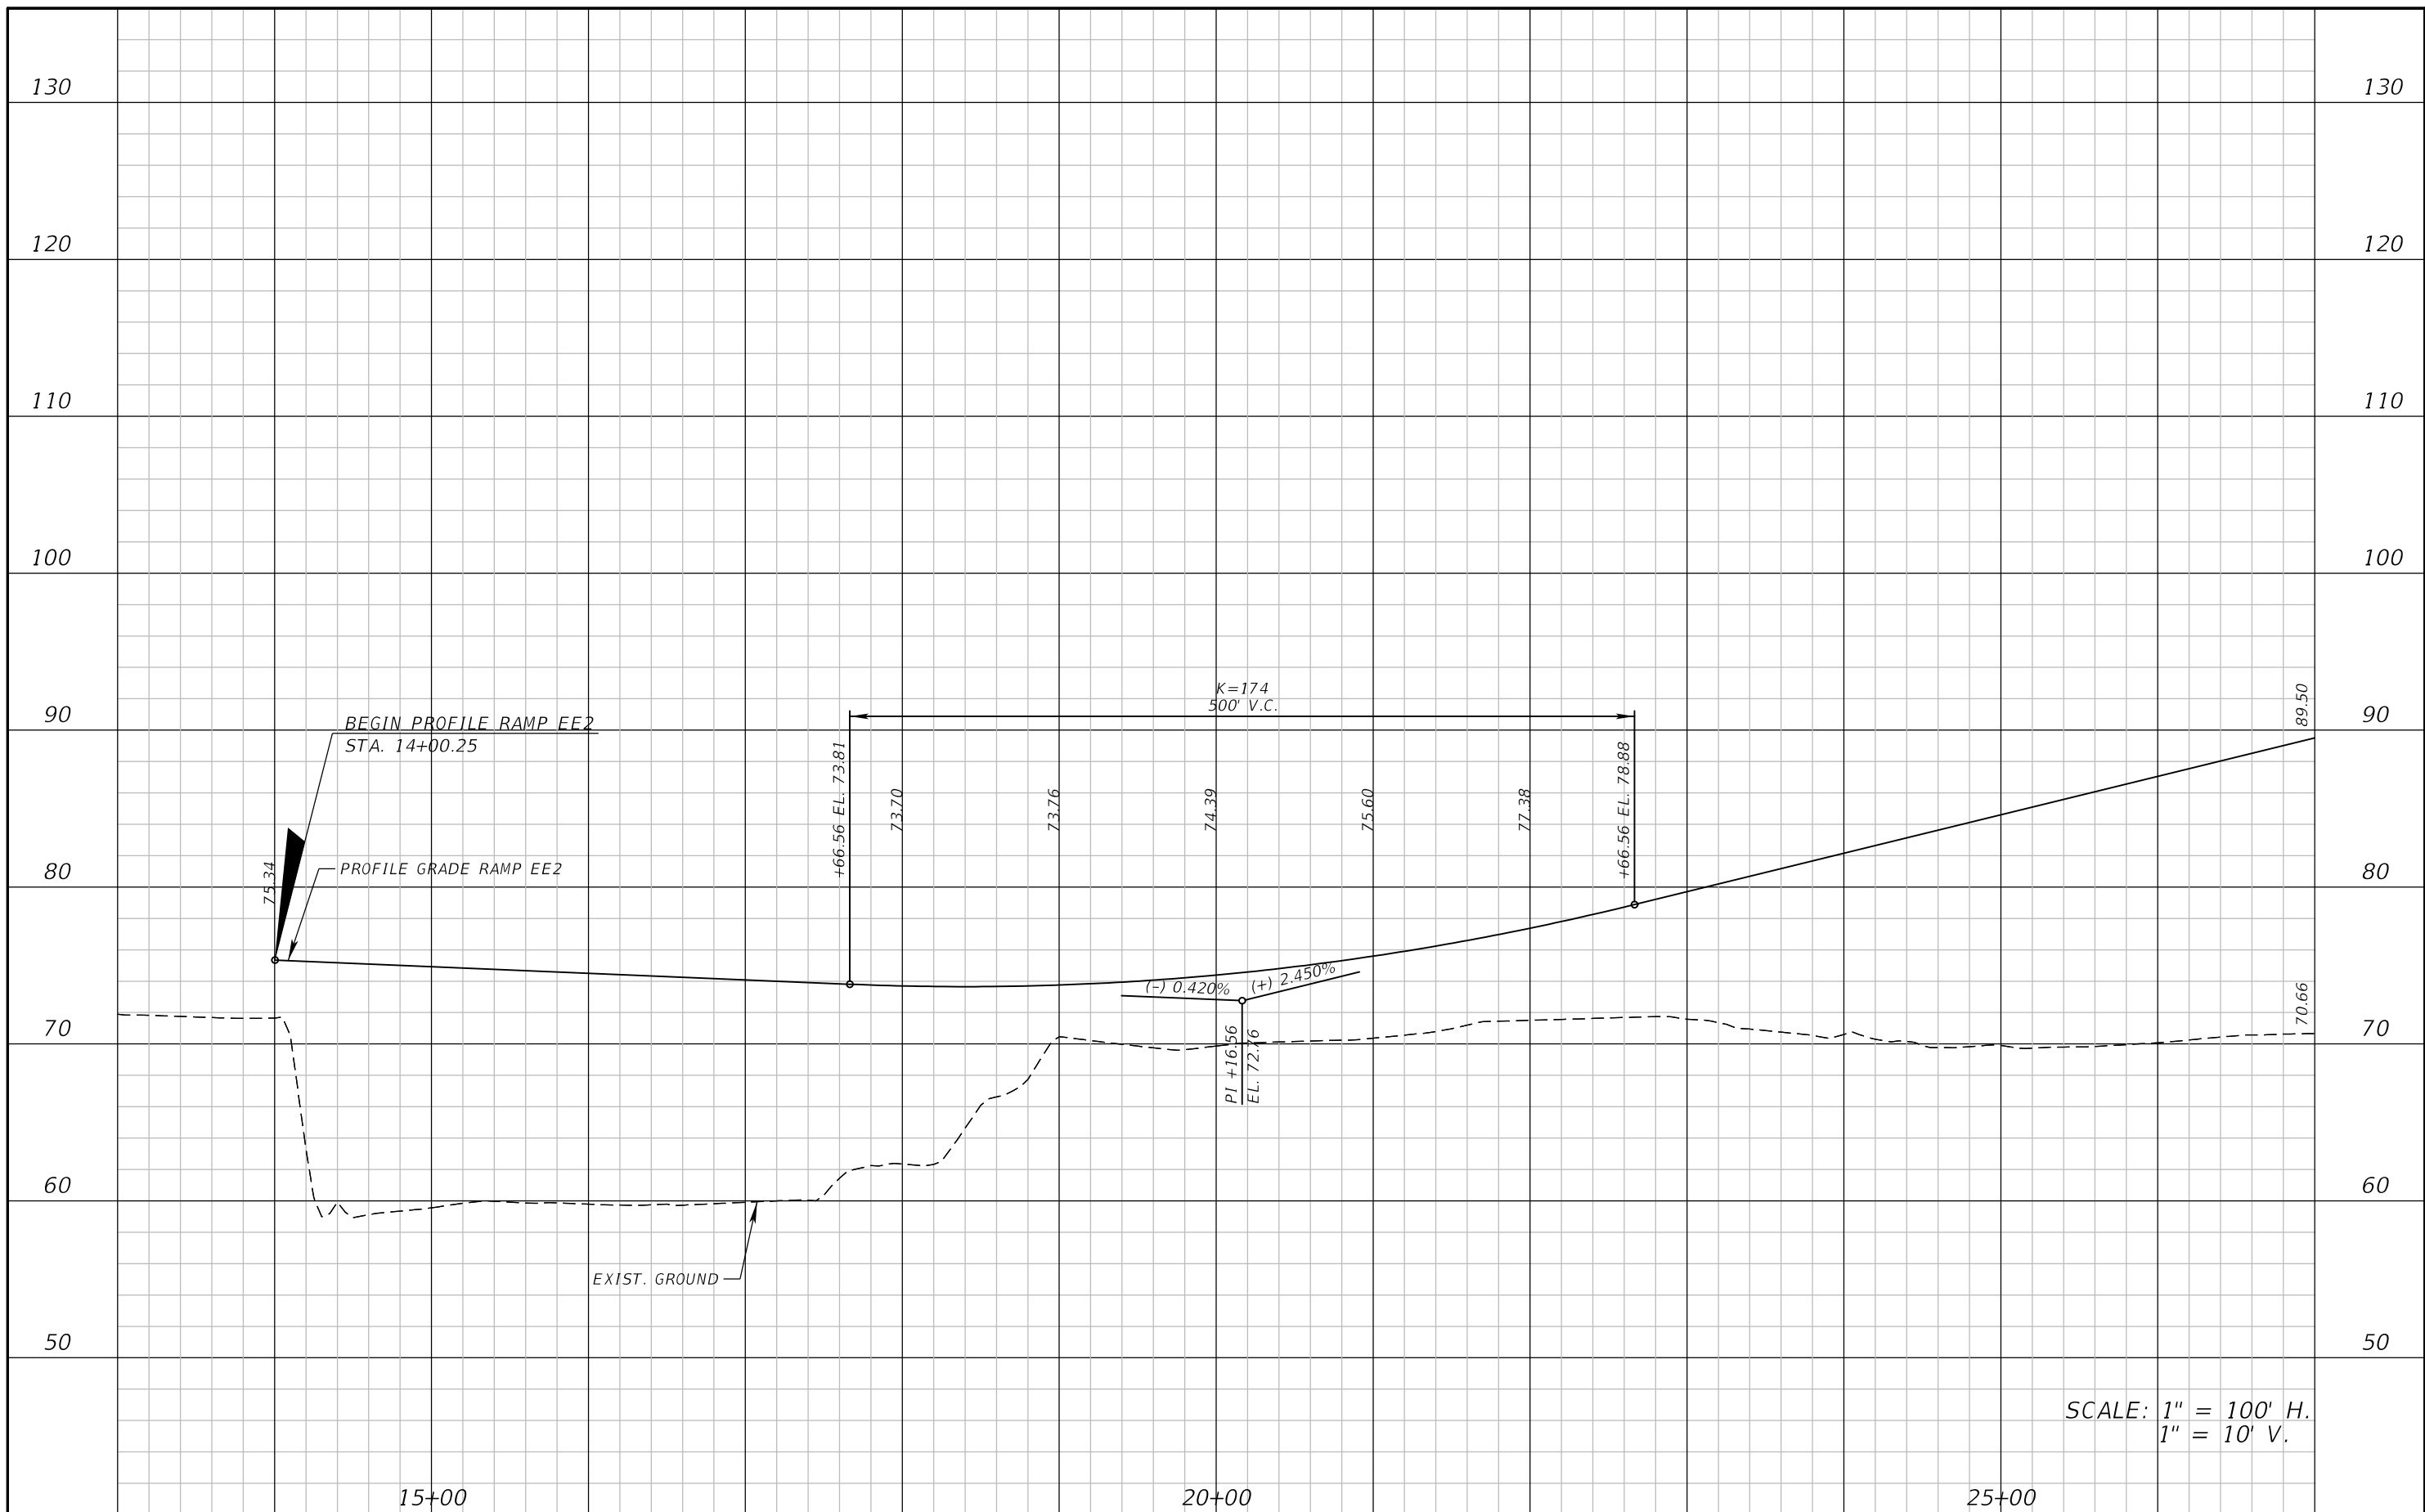 130 130
120 120
110 110
100 100
90 90
80 80
70 70
60 60
50 50
K=174
500' V.C.
BEGIN PROFILE RAMP EE2
STA. 14+00.25
PROFILE GRADE RAMP EE2
75.34
+66.56 EL. 73.81
73.70
73.76
74.39
75.60
77.38
+66.56 EL. 78.88
89.50
(-) 0.420%
(+) 2.450%
PI +16.56
EL. 72.76
70.66
EXIST. GROUND
SCALE: 1" = 100' H.
1" = 10' V.
15+00 20+00 25+00